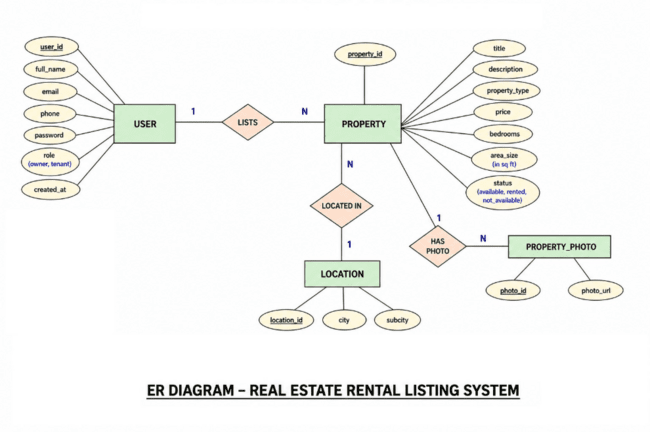 user_id
full_name
email
phone
password
role
(owner, tenant)
created_at
USER
1
LISTS
N
property_id
PROPERTY
title
description
property_type
price
bedrooms
area_size
(in sq ft)
status
(available, rented,
not_available)
N
LOCATED IN
1
LOCATION
location_id
city
subcity
1
HAS
PHOTO
N
PROPERTY_PHOTO
photo_id
photo_url
ER DIAGRAM – REAL ESTATE RENTAL LISTING SYSTEM